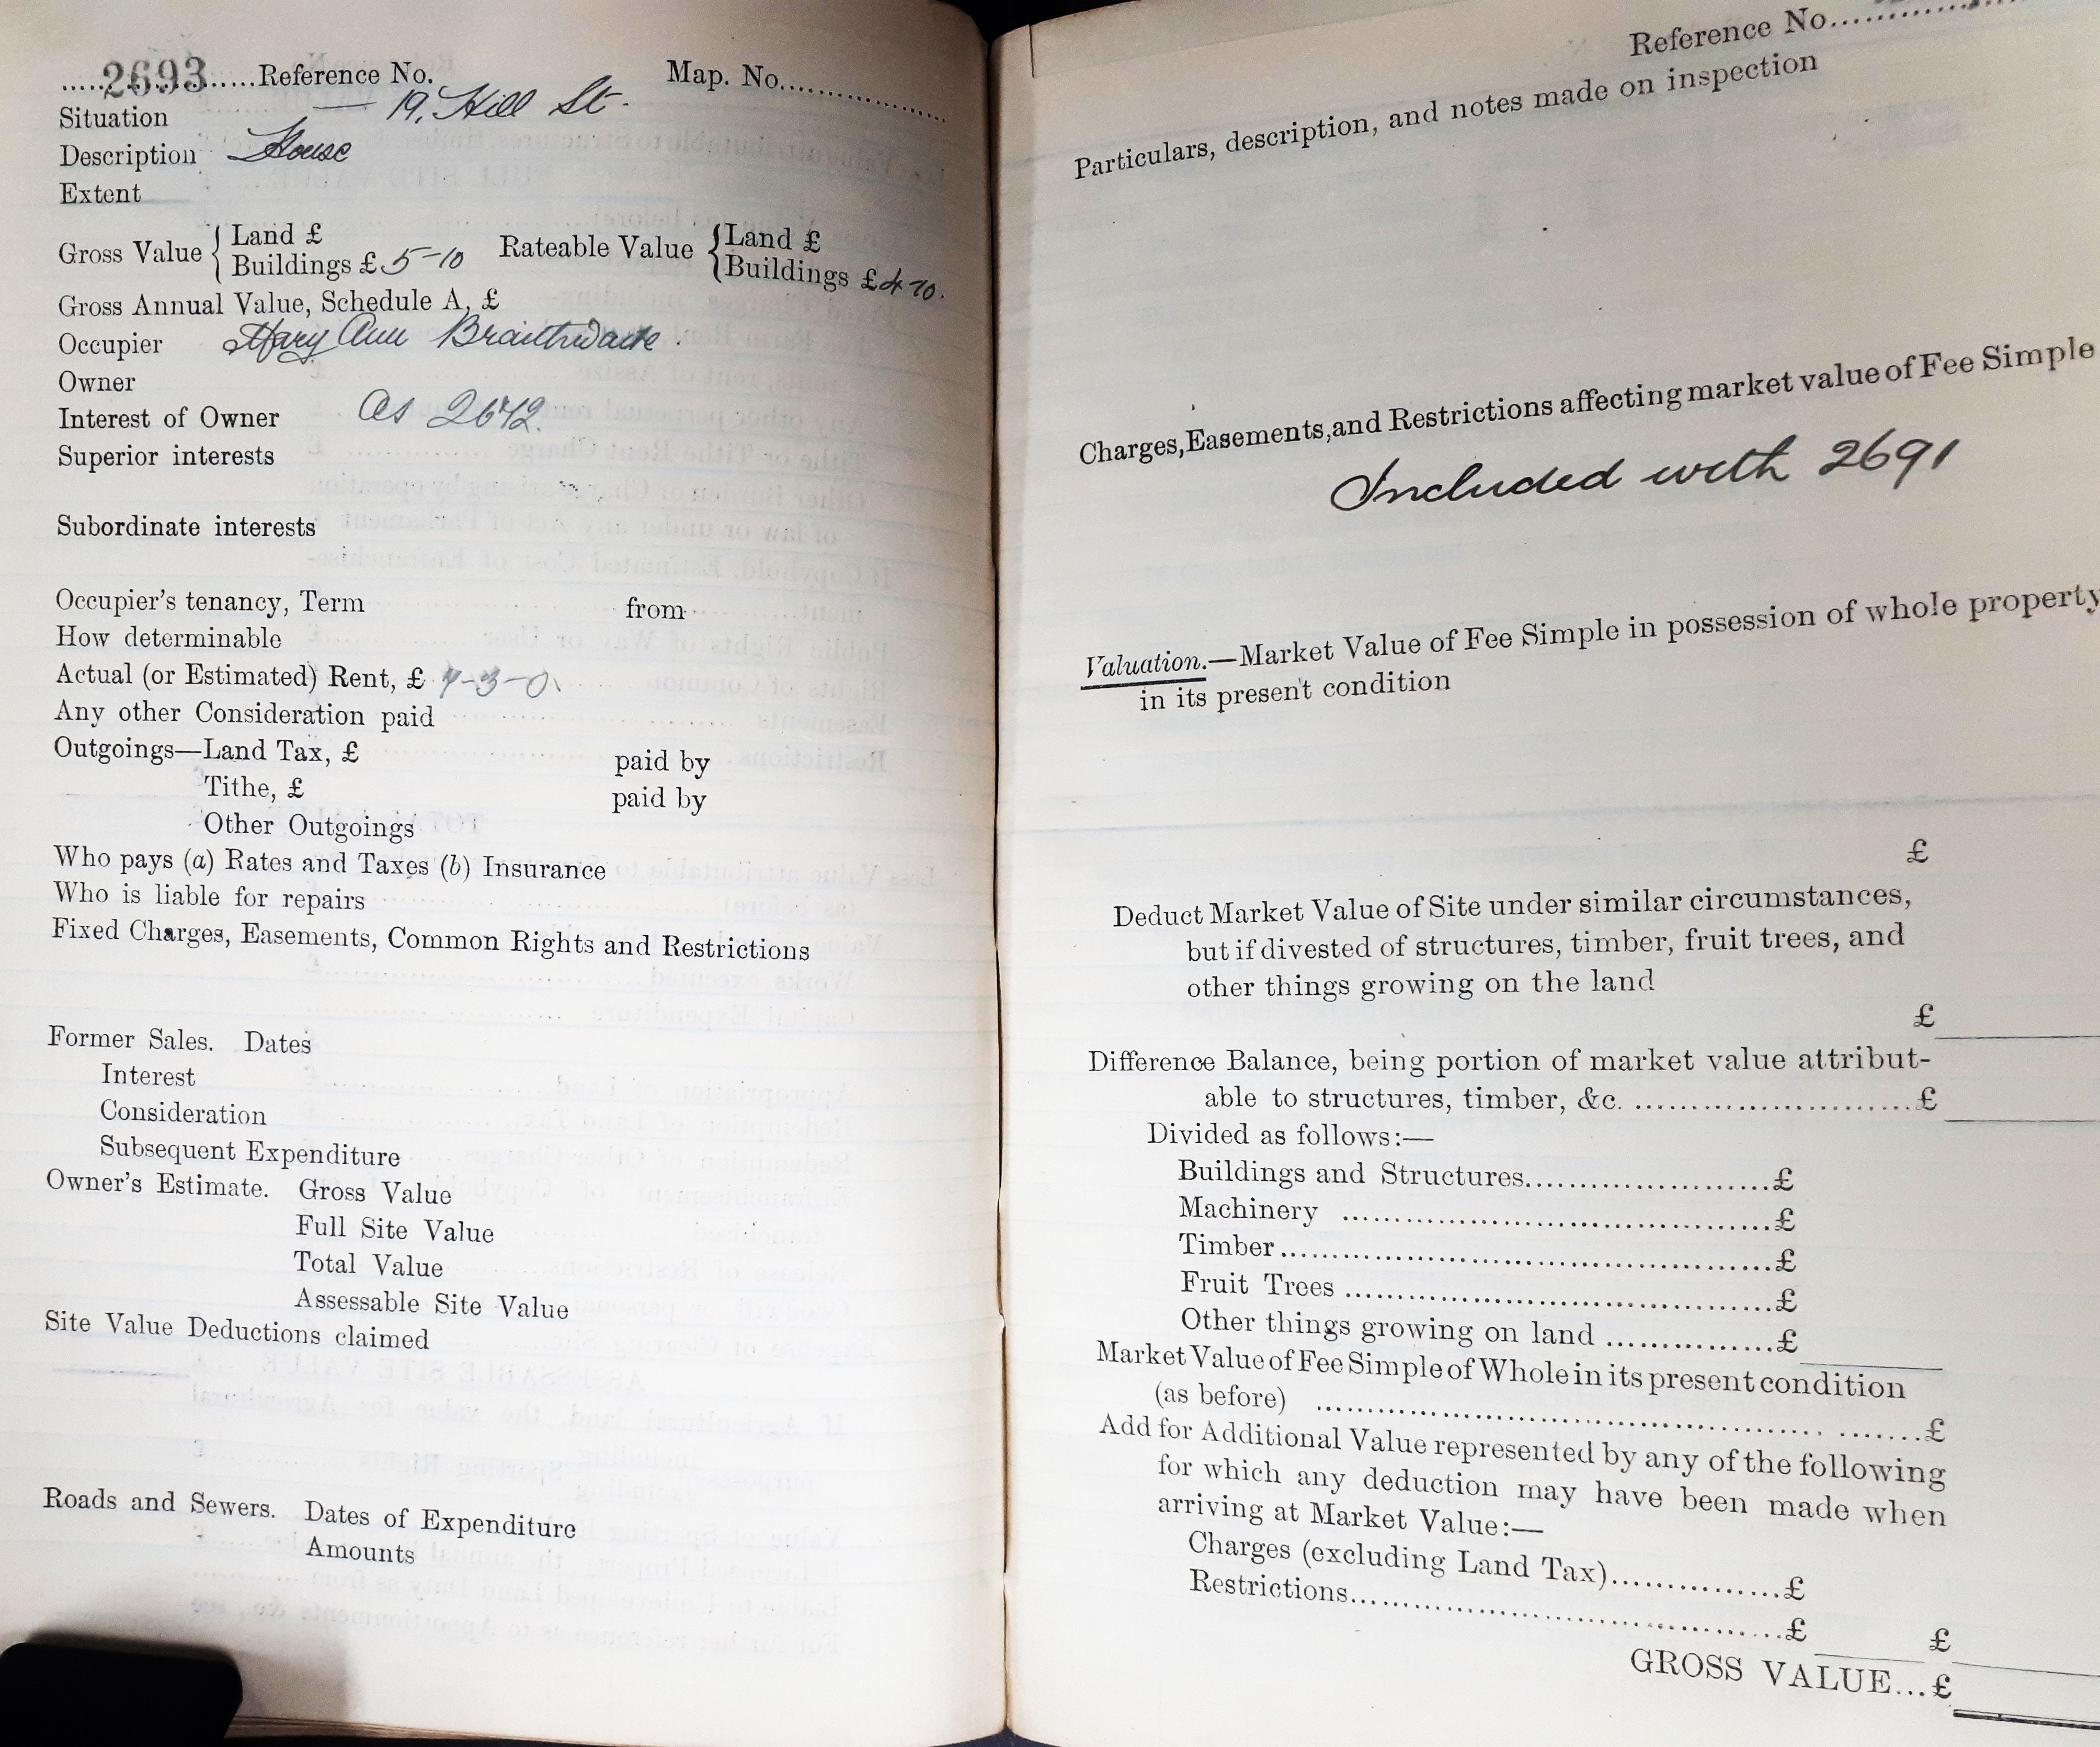 2693 Reference No. Map. No.
Situation — 19, Hill St.
Description House
Extent
Gross Value { Land £ Rateable Value { Land £
Buildings £ 5-10 Buildings £ 4 10.
Gross Annual Value, Schedule A, £
Occupier Mary Ann Braithwaite.
Owner
Interest of Owner As 2642.
Superior interests
Subordinate interests
Occupier's tenancy, Term from
How determinable
Actual (or Estimated) Rent, £ 7-3-0
Any other Consideration paid
Outgoings—Land Tax, £ paid by
Tithe, £ paid by
Other Outgoings
Who pays (a) Rates and Taxes (b) Insurance
Who is liable for repairs
Fixed Charges, Easements, Common Rights and Restrictions
Former Sales. Dates
Interest
Consideration
Subsequent Expenditure
Owner's Estimate. Gross Value
Full Site Value
Total Value
Assessable Site Value
Site Value Deductions claimed
Roads and Sewers. Dates of Expenditure
Amounts
Reference No.
Particulars, description, and notes made on inspection
Charges, Easements, and Restrictions affecting market value of Fee Simple
Included with 2691
Valuation.—Market Value of Fee Simple in possession of whole property
in its present condition
£
Deduct Market Value of Site under similar circumstances,
but if divested of structures, timber, fruit trees, and
other things growing on the land
£
Difference Balance, being portion of market value attribut-
able to structures, timber, &c. £
Divided as follows:—
Buildings and Structures £
Machinery £
Timber £
Fruit Trees £
Other things growing on land £
Market Value of Fee Simple of Whole in its present condition
(as before) £
Add for Additional Value represented by any of the following
for which any deduction may have been made when
arriving at Market Value:—
Charges (excluding Land Tax) £
Restrictions £ £
GROSS VALUE... £